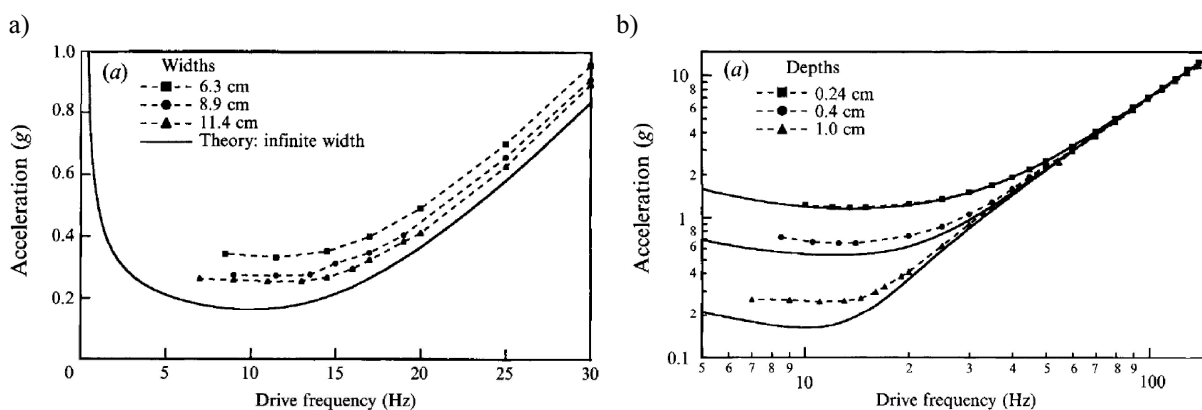 a)
(a) Widths
6.3 cm
8.9 cm
11.4 cm
Theory: infinite width
Acceleration (g)
1.0
0.8
0.6
0.4
0.2
0 5 10 15 20 25 30
Drive frequency (Hz)
b)
(a) Depths
0.24 cm
0.4 cm
1.0 cm
Acceleration (g)
10
8
6
4
2
1
8
6
4
2
0.1
5 6 7 8 9 10 2 3 4 5 6 7 8 9 100
Drive frequency (Hz)